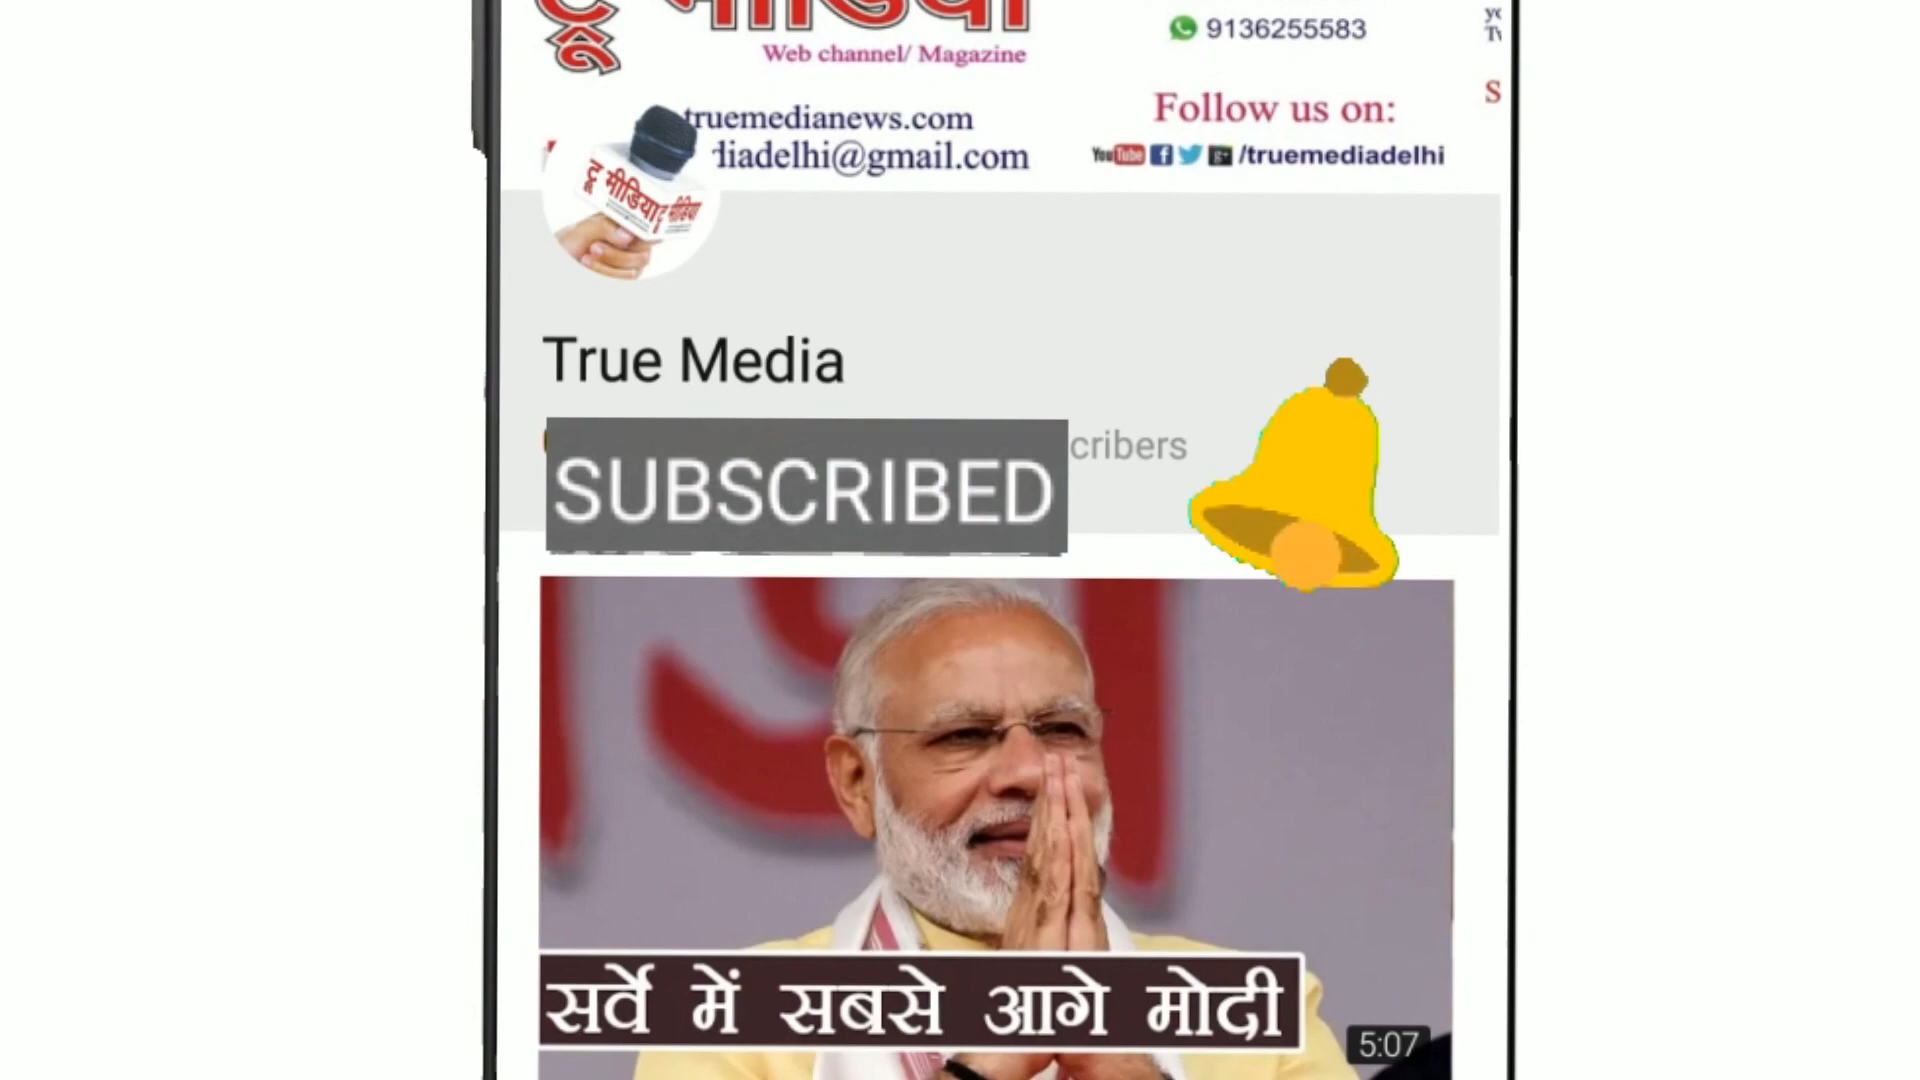 ट्रू मीडिया
Web channel/ Magazine
9136255583
truemedianews.com
diadelhi@gmail.com
Follow us on:
YouTube /truemediadelhi
S
ट्रू मीडिया
मीडिया
True Media
SUBSCRIBED
cribers
सर्वे में सबसे आगे मोदी
5:07